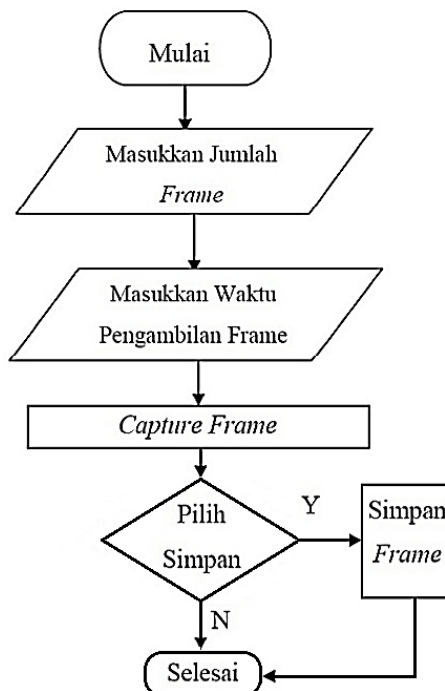 Mulai
Masukkan Jumlah
Frame
Masukkan Waktu
Pengambilan Frame
Capture Frame
Pilih
Simpan
Y
Simpan
Frame
N
Selesai